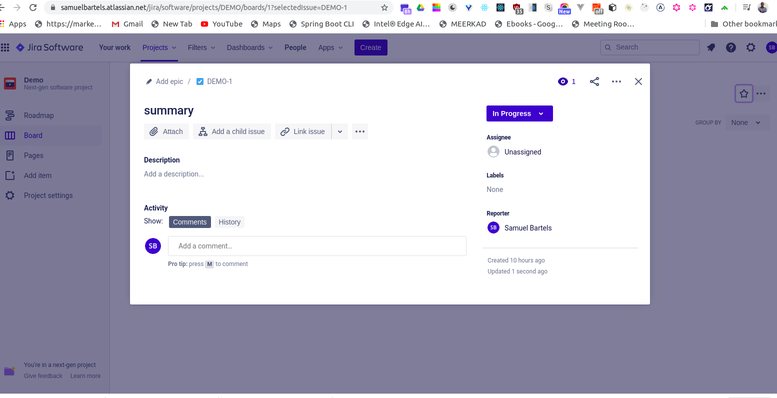 samuelbartels.atlassian.net/jira/software/projects/DEMO/boards/1?selectedIssue=DEMO-1
Apps https://marke... Gmail New Tab YouTube Maps Spring Boot CLI Intel® Edge AI... MEERKAD Ebooks - Goog... Meeting Roo... Other bookmar
New
Jira Software Your work Projects Filters Dashboards People Apps Create Search SB
Demo
Next-gen software project
Roadmap
Board
Pages
Add item
Project settings
You're in a next-gen project
Give feedback Learn more
GROUP BY None
Add epic / DEMO-1 1
summary
Attach Add a child issue Link issue
Description
Add a description...
Activity
Show: Comments History
SB Add a comment...
Pro tip: press M to comment
In Progress
Assignee
Unassigned
Labels
None
Reporter
SB Samuel Bartels
Created 10 hours ago
Updated 1 second ago